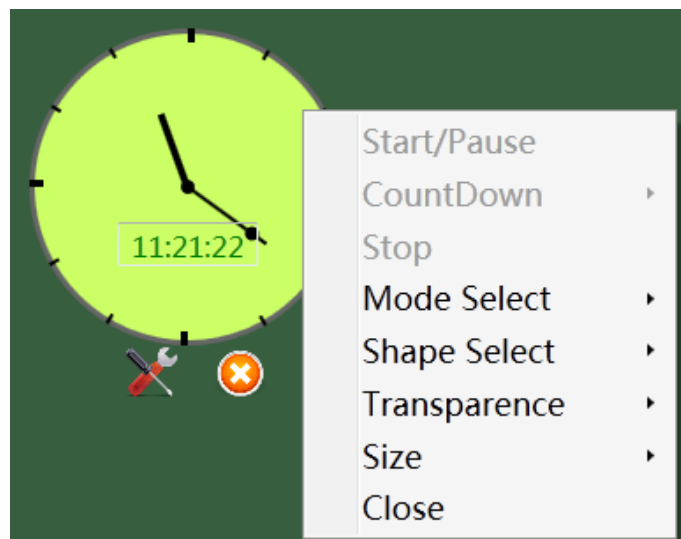 11:21:22
Start/Pause
CountDown
Stop
Mode Select
Shape Select
Transparence
Size
Close